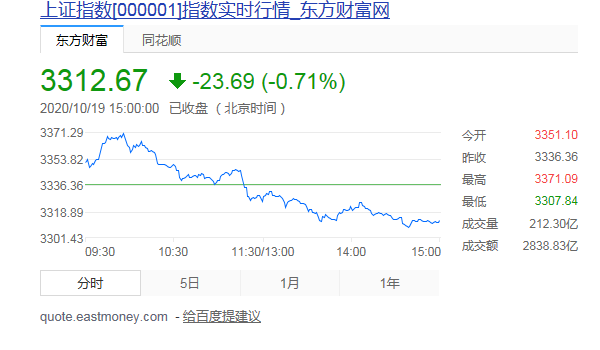 上证指数[000001]指数实时行情_东方财富网
东方财富 同花顺
3312.67 -23.69 (-0.71%)
2020/10/19 15:00:00 已收盘 ( 北京时间 )
3371.29
3353.82
3336.36
3318.89
3301.43
09:30 10:30 11:30/13:00 14:00 15:00
今开 3351.10
昨收 3336.36
最高 3371.09
最低 3307.84
成交量 212.30亿
成交额 2838.83亿
分时 5日 1月 1年
quote.eastmoney.com - 给百度提建议